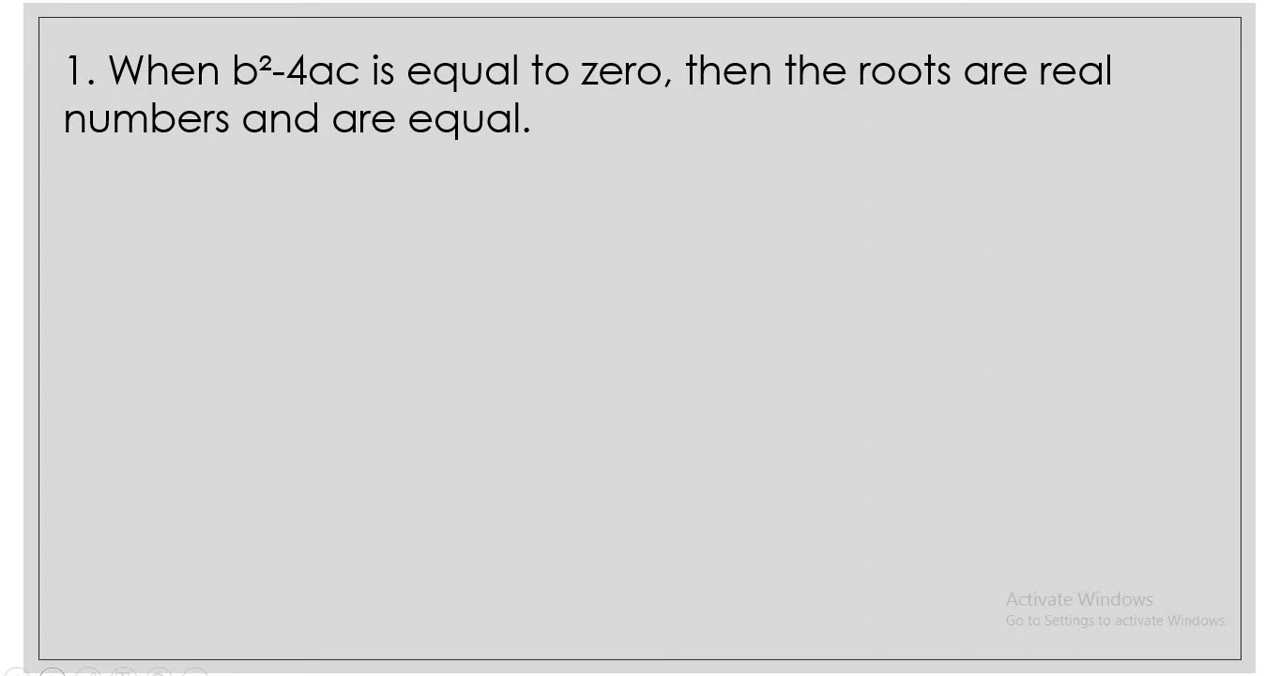 1. When b²-4ac is equal to zero, then the roots are real
numbers and are equal.
Activate Windows
Go to Settings to activate Windows.